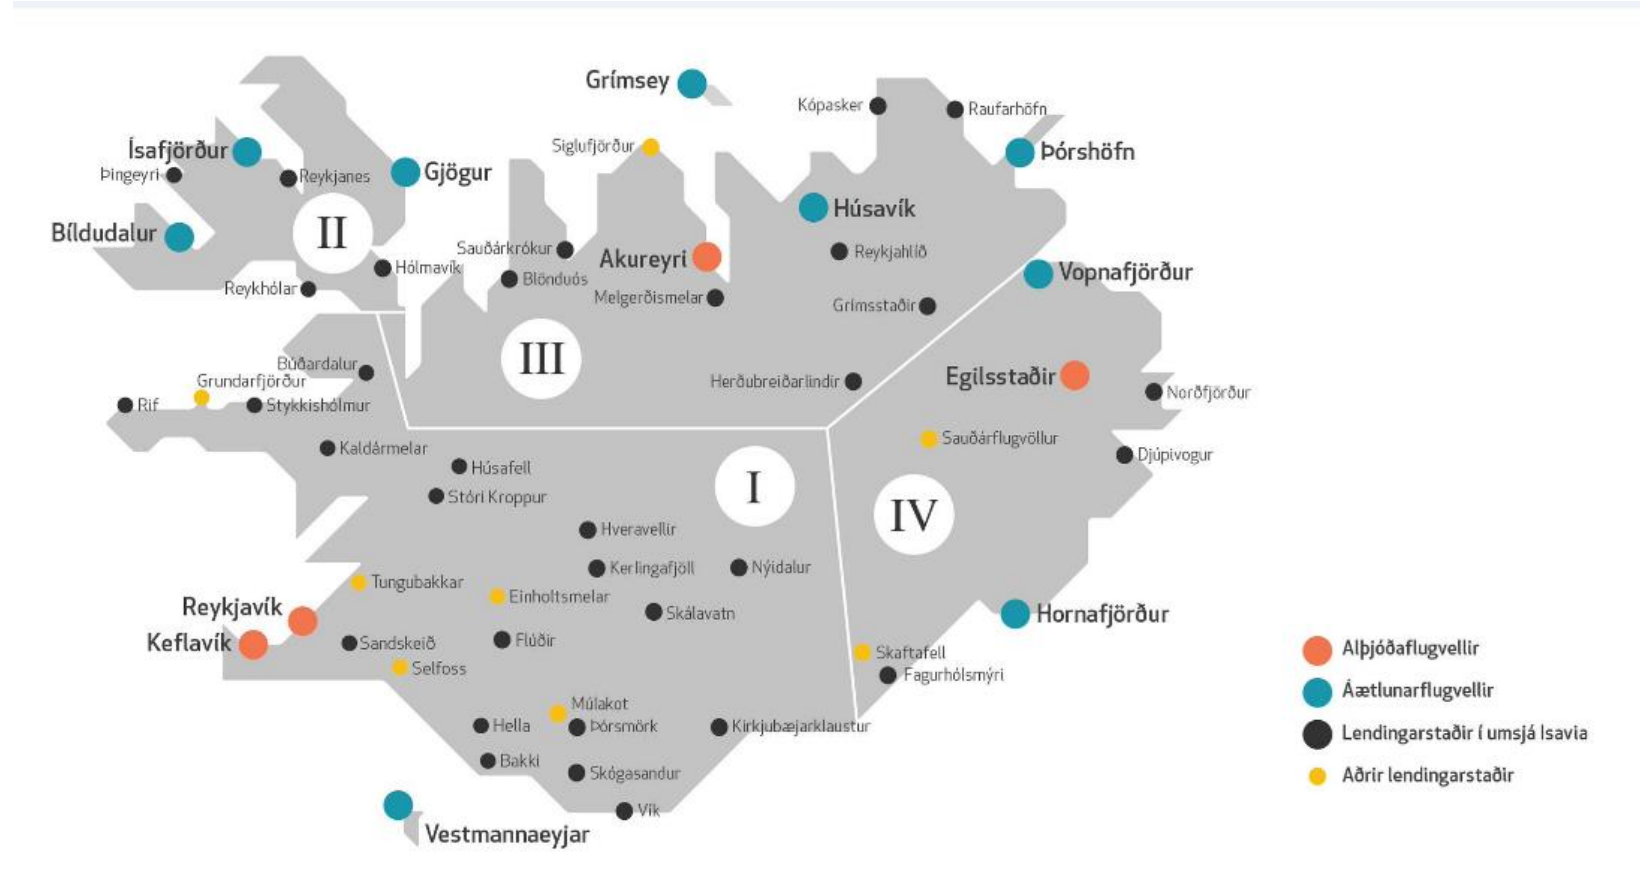 Grímsey
Kópasker
Raufarhöfn
Siglufjörður
Ísafjörður
Þórshöfn
Þingeyri
Reykjanes
Gjögur
Húsavík
Bíldudalur
II
Sauðárkrókur
Akureyri
Reykjahlíð
Hólmavík
Blönduós
Vopnafjörður
Reykhólar
Melgerðismelar
Grímsstaðir
III
Búðardalur
Grundarfjörður
Herðubreiðarlindir
Egilsstaðir
Norðfjörður
Rif
Stykkishólmur
Kaldármelar
Sauðárflugvöllur
Djúpivogur
Húsafell
I
Stóri Kroppur
IV
Hveravellir
Kerlingafjöll
Nýidalur
Tungubakkar
Einholtsmelar
Reykjavík
Skálavatn
Hornafjörður
Keflavík
Sandskeið
Flúðir
Skaftafell
Selfoss
Fagurhólsmýri
Múlakot
Hella
Þórsmörk
Kirkjubæjarklaustur
Bakki
Skógasandur
Vík
Vestmannaeyjar
Alþjóðaflugvellir
Áætlunarflugvellir
Lendingarstaðir í umsjá Isavia
Aðrir lendingarstaðir